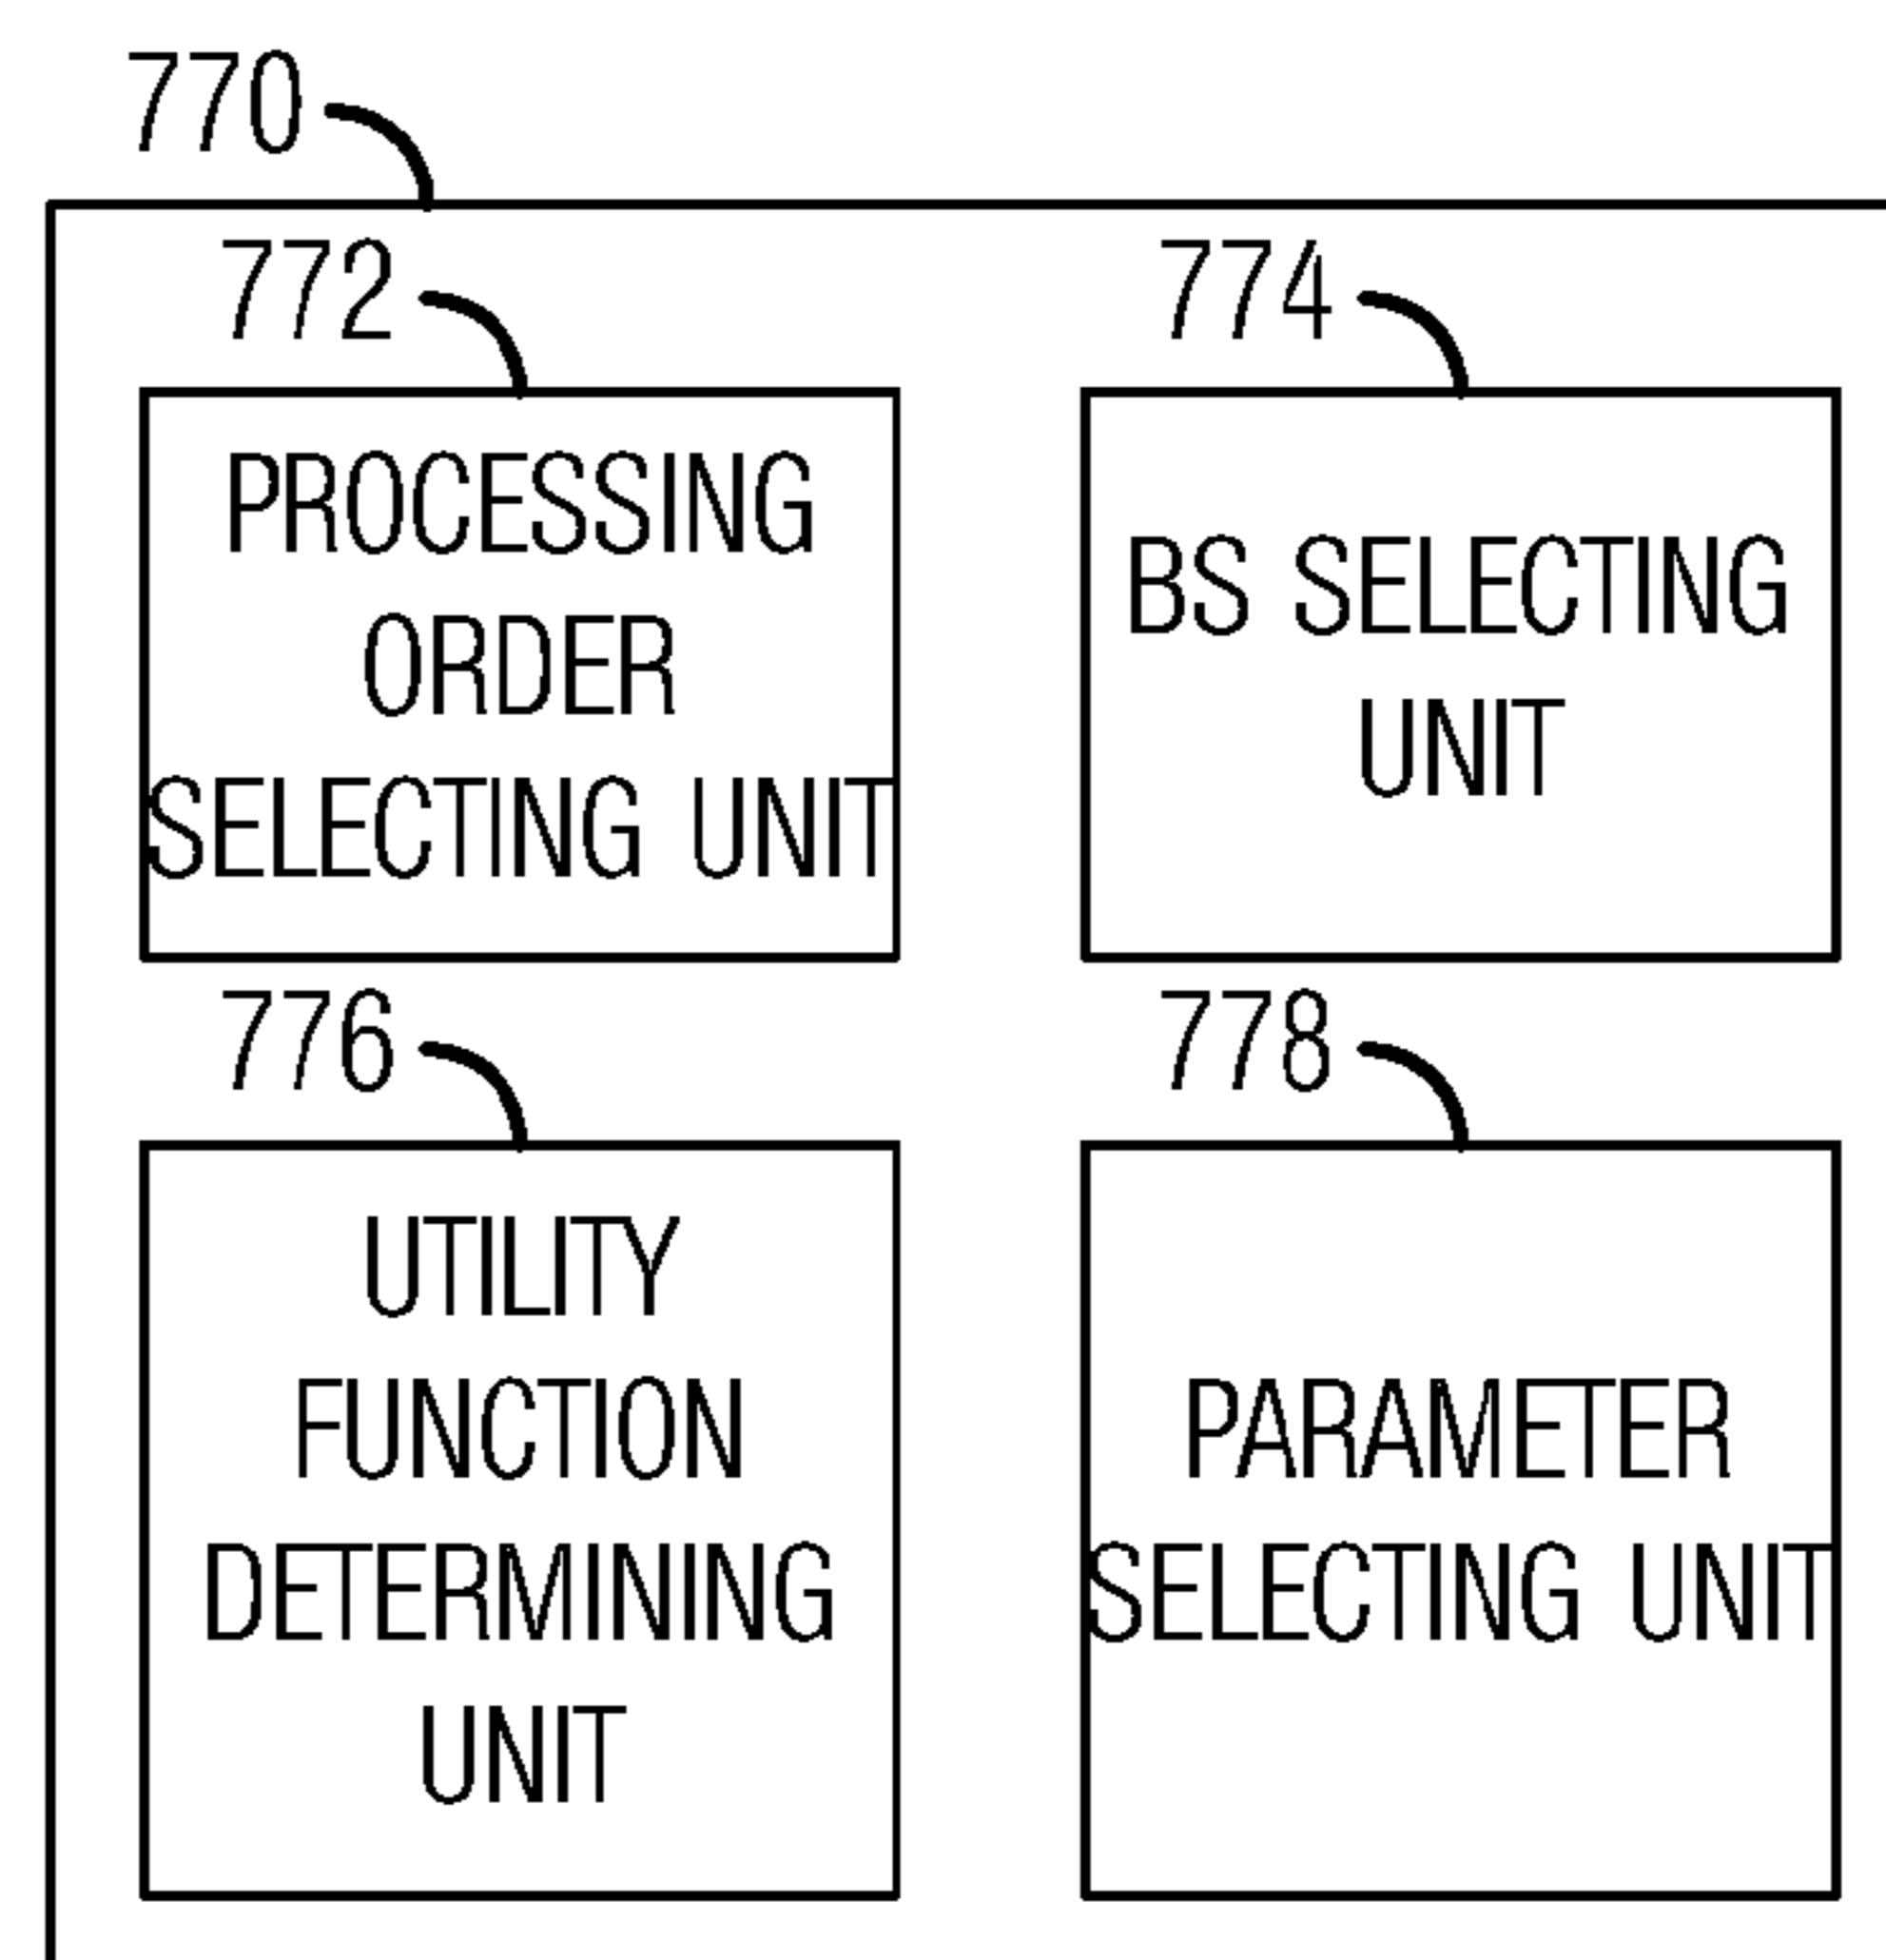 770
772
PROCESSING
ORDER
SELECTING UNIT
774
BS SELECTING
UNIT
776
UTILITY
FUNCTION
DETERMINING
UNIT
778
PARAMETER
SELECTING UNIT